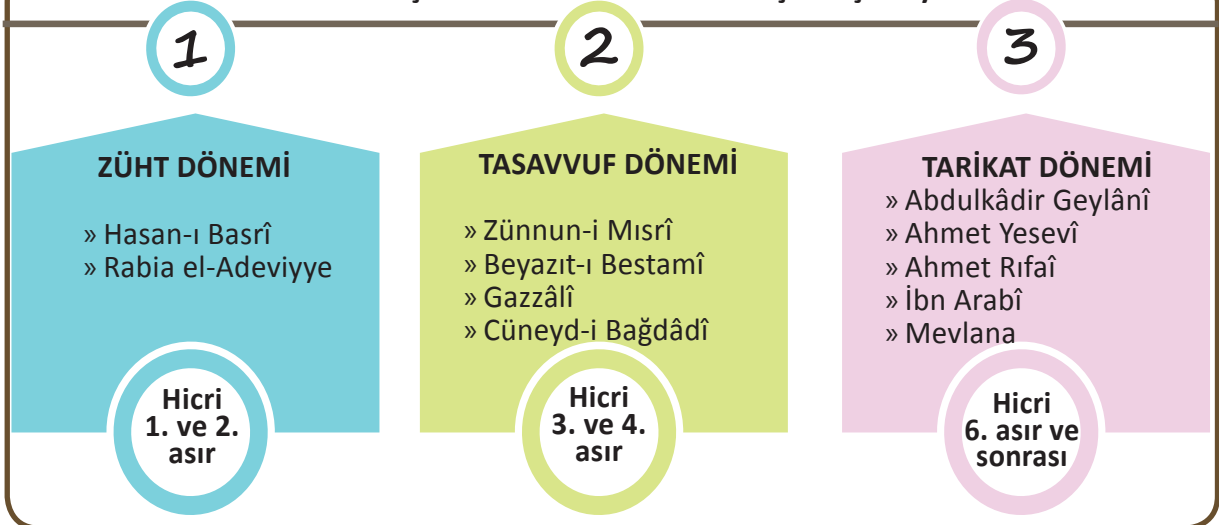 1
2
3
ZÜHT DÖNEMİ
» Hasan-ı Basrî
» Rabia el-Adeviyye
Hicri
1. ve 2.
asır
TASAVVUF DÖNEMİ
» Zünnun-i Mısrî
» Beyazıt-ı Bestamî
» Gazzâlî
» Cüneyd-i Bağdâdî
Hicri
3. ve 4.
asır
TARİKAT DÖNEMİ
» Abdulkâdir Geylânî
» Ahmet Yesevî
» Ahmet Rıfaî
» İbn Arabî
» Mevlana
Hicri
6. asır ve
sonrası